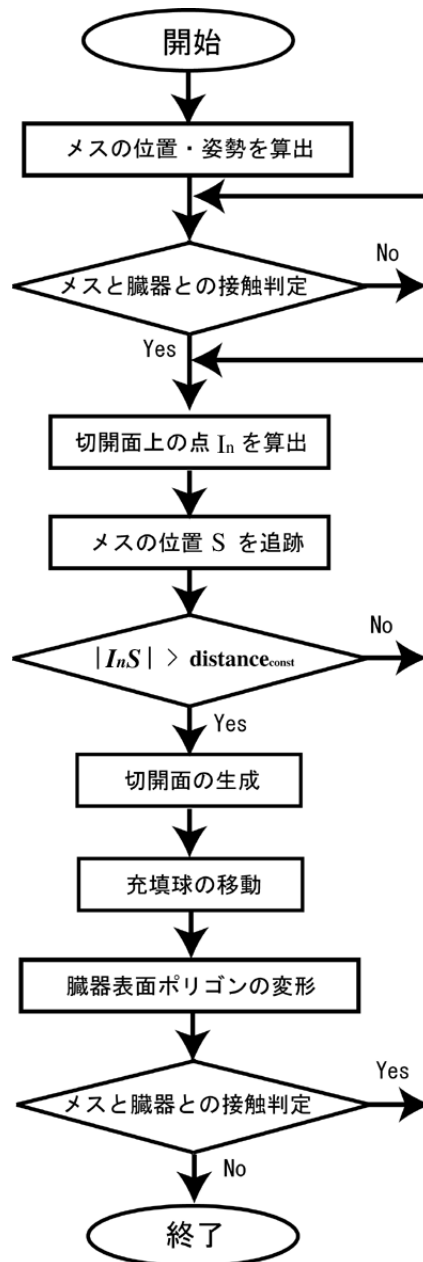 開始
メスの位置・姿勢を算出
メスと臓器との接触判定
No
Yes
切開面上の点 In を算出
メスの位置 S を追跡
|InS| > distanceconst
No
Yes
切開面の生成
充填球の移動
臓器表面ポリゴンの変形
メスと臓器との接触判定
Yes
No
終了